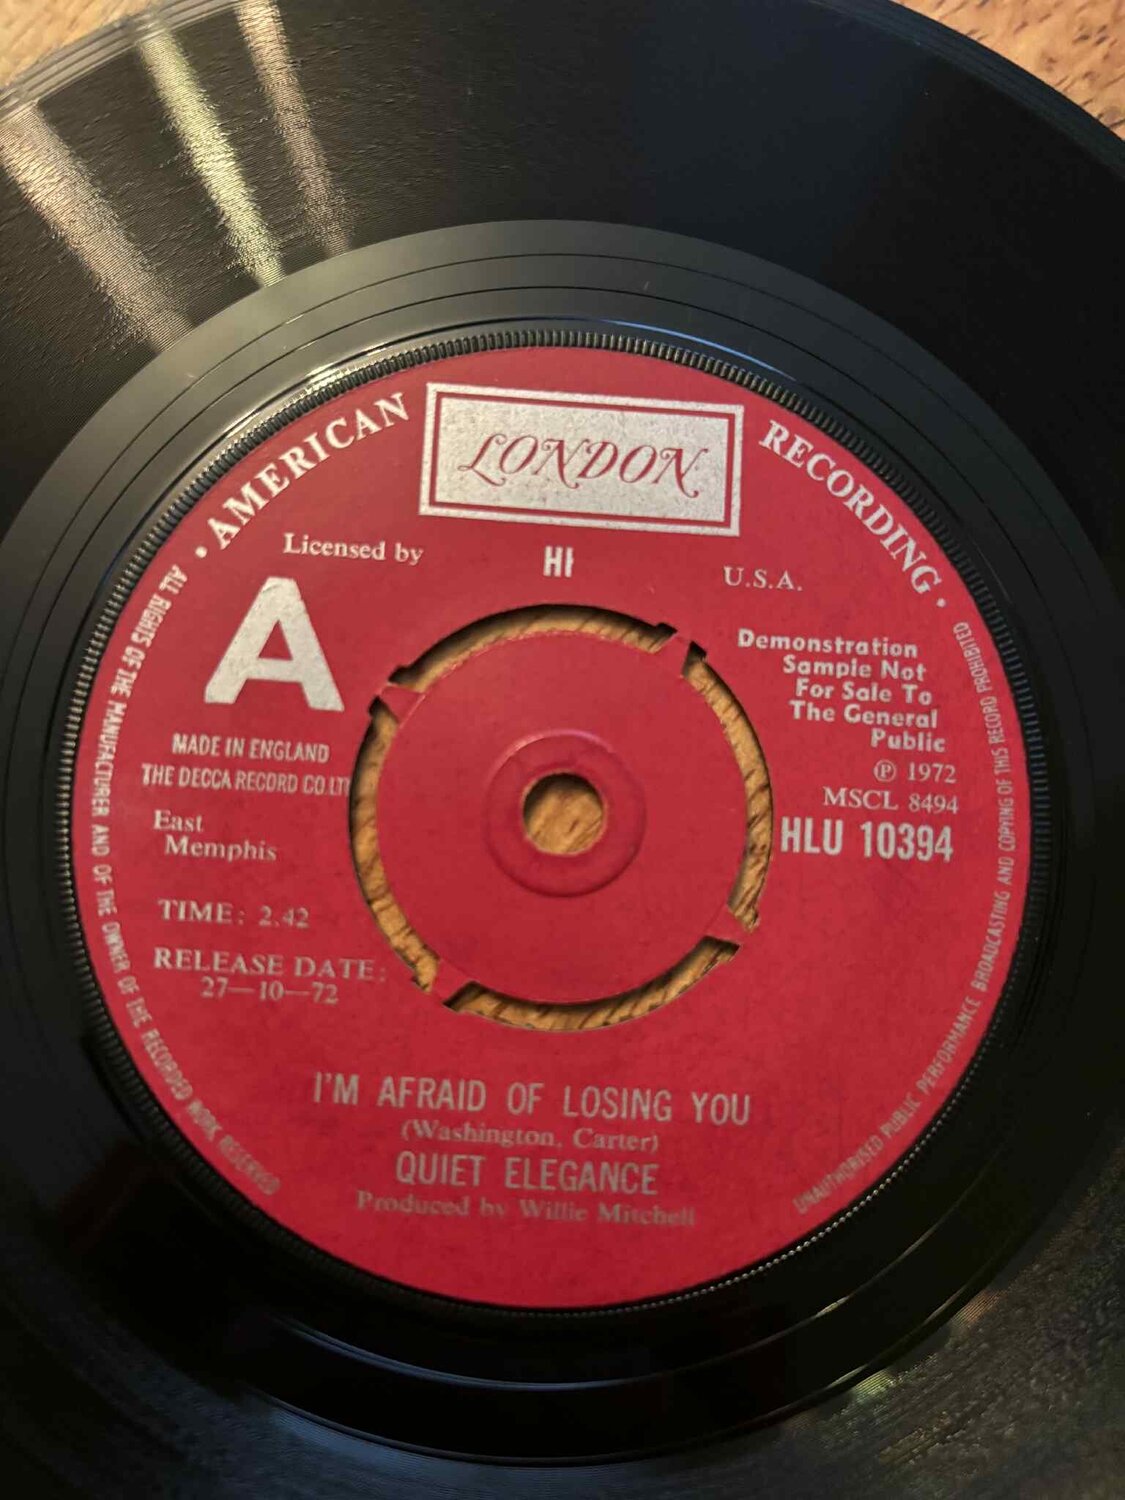 • AMERICAN
LONDON
RECORDING •
Licensed by
HI
U.S.A.
A
Demonstration
Sample Not
For Sale To
The General
Public
MADE IN ENGLAND
THE DECCA RECORD CO.LT
℗ 1972
MSCL 8494
HLU 10394
East
Memphis
TIME: 2.42
RELEASE DATE:
27—10—72
I'M AFRAID OF LOSING YOU
(Washington, Carter)
QUIET ELEGANCE
Produced by Willie Mitchell
ALL RIGHTS OF THE MANUFACTURER AND OF THE OWNER OF THE RECORDED WORK RESERVED
UNAUTHORISED PUBLIC PERFORMANCE BROADCASTING AND COPYING OF THIS RECORD PROHIBITED